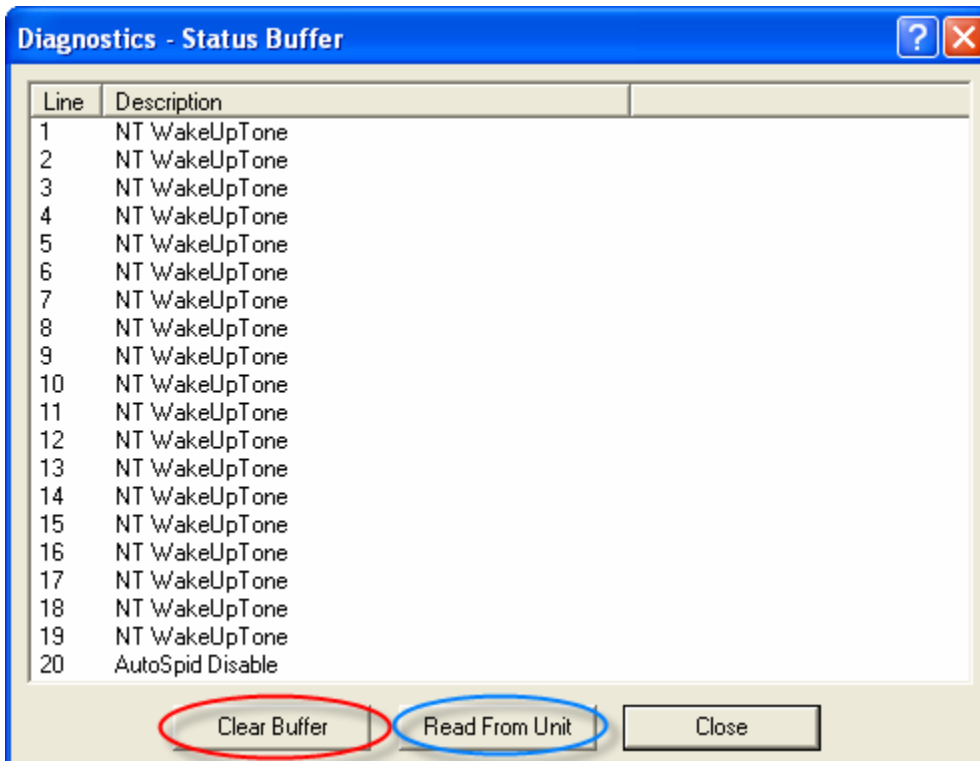 Diagnostics - Status Buffer
Line Description
1 NT WakeUpTone
2 NT WakeUpTone
3 NT WakeUpTone
4 NT WakeUpTone
5 NT WakeUpTone
6 NT WakeUpTone
7 NT WakeUpTone
8 NT WakeUpTone
9 NT WakeUpTone
10 NT WakeUpTone
11 NT WakeUpTone
12 NT WakeUpTone
13 NT WakeUpTone
14 NT WakeUpTone
15 NT WakeUpTone
16 NT WakeUpTone
17 NT WakeUpTone
18 NT WakeUpTone
19 NT WakeUpTone
20 AutoSpid Disable
Clear Buffer Read From Unit Close